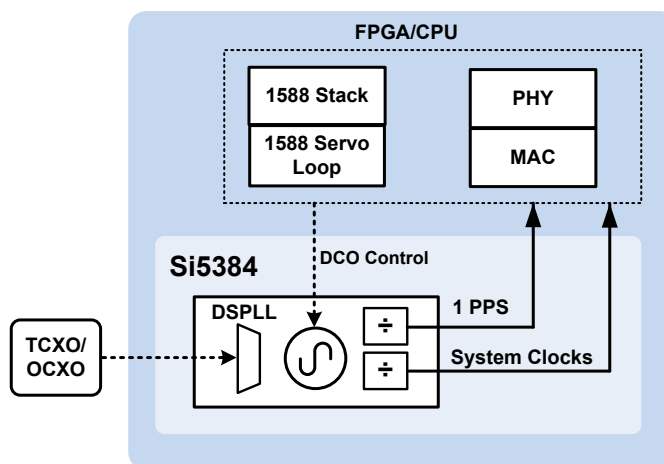 FPGA/CPU
1588 Stack
1588 Servo
Loop
PHY
MAC
DCO Control
Si5384
DSPLL
÷
÷
1 PPS
System Clocks
TCXO/
OCXO